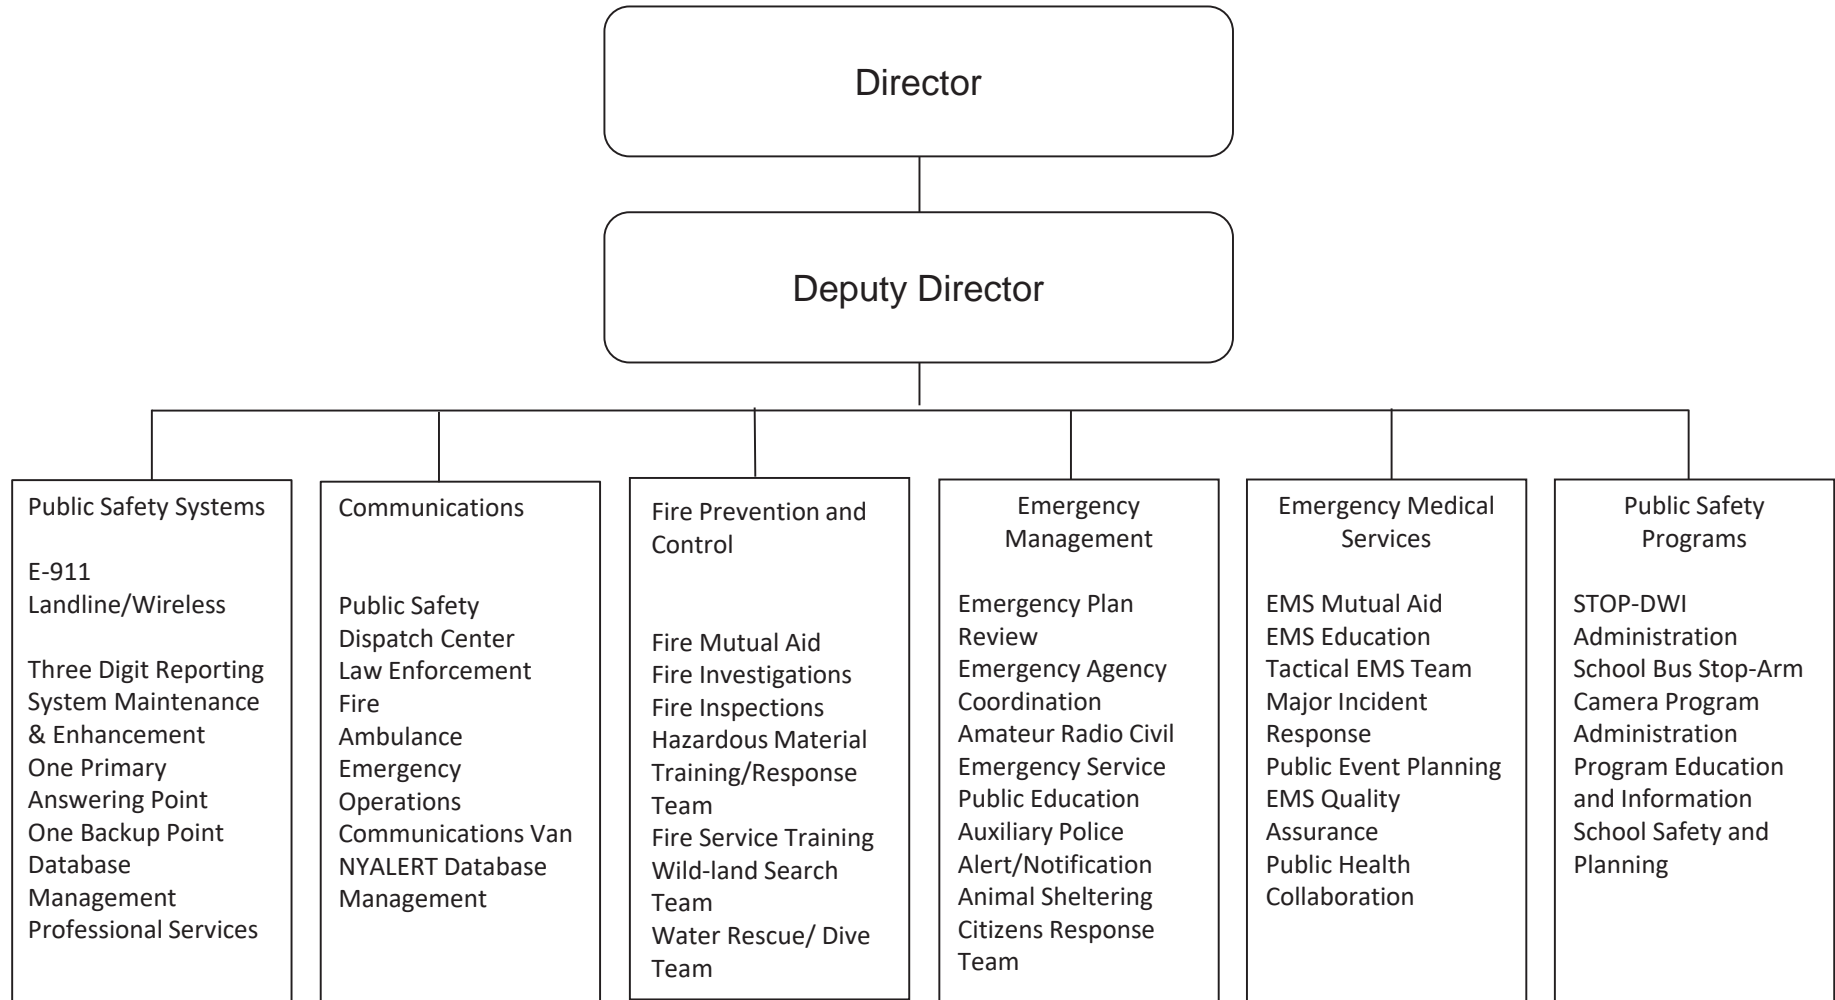 Director
Deputy Director
Public Safety Systems
E-911
Landline/Wireless
Three Digit Reporting
System Maintenance
& Enhancement
One Primary
Answering Point
One Backup Point
Database
Management
Professional Services
Communications
Public Safety
Dispatch Center
Law Enforcement
Fire
Ambulance
Emergency
Operations
Communications Van
NYALERT Database
Management
Fire Prevention and
Control
Fire Mutual Aid
Fire Investigations
Fire Inspections
Hazardous Material
Training/Response
Team
Fire Service Training
Wild-land Search
Team
Water Rescue/ Dive
Team
Emergency
Management
Emergency Plan
Review
Emergency Agency
Coordination
Amateur Radio Civil
Emergency Service
Public Education
Auxiliary Police
Alert/Notification
Animal Sheltering
Citizens Response
Team
Emergency Medical
Services
EMS Mutual Aid
EMS Education
Tactical EMS Team
Major Incident
Response
Public Event Planning
EMS Quality
Assurance
Public Health
Collaboration
Public Safety
Programs
STOP-DWI
Administration
School Bus Stop-Arm
Camera Program
Administration
Program Education
and Information
School Safety and
Planning